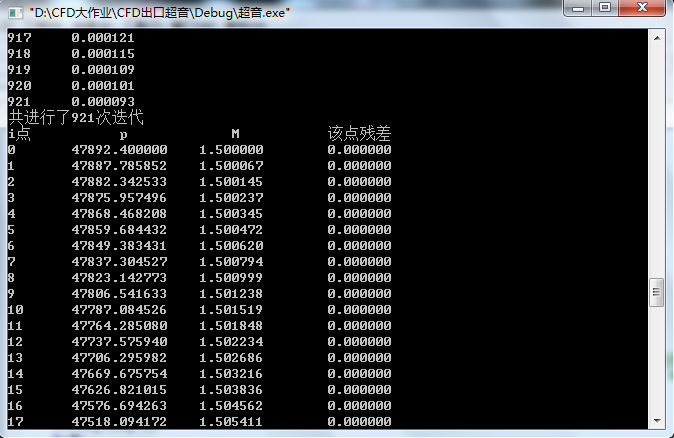 "D:\CFD大作业\CFD出口超音\Debug\超音.exe"
917 0.000121
918 0.000115
919 0.000109
920 0.000101
921 0.000093
共进行了921次迭代
i点 p M 该点残差
0 47892.400000 1.500000 0.000000
1 47887.785852 1.500067 0.000000
2 47882.342533 1.500145 0.000000
3 47875.957496 1.500237 0.000000
4 47868.468208 1.500345 0.000000
5 47859.684432 1.500472 0.000000
6 47849.383431 1.500620 0.000000
7 47837.304527 1.500794 0.000000
8 47823.142773 1.500999 0.000000
9 47806.541633 1.501238 0.000000
10 47787.084526 1.501519 0.000000
11 47764.285080 1.501848 0.000000
12 47737.575940 1.502234 0.000000
13 47706.295982 1.502686 0.000000
14 47669.675754 1.503216 0.000000
15 47626.821015 1.503836 0.000000
16 47576.694263 1.504562 0.000000
17 47518.094172 1.505411 0.000000